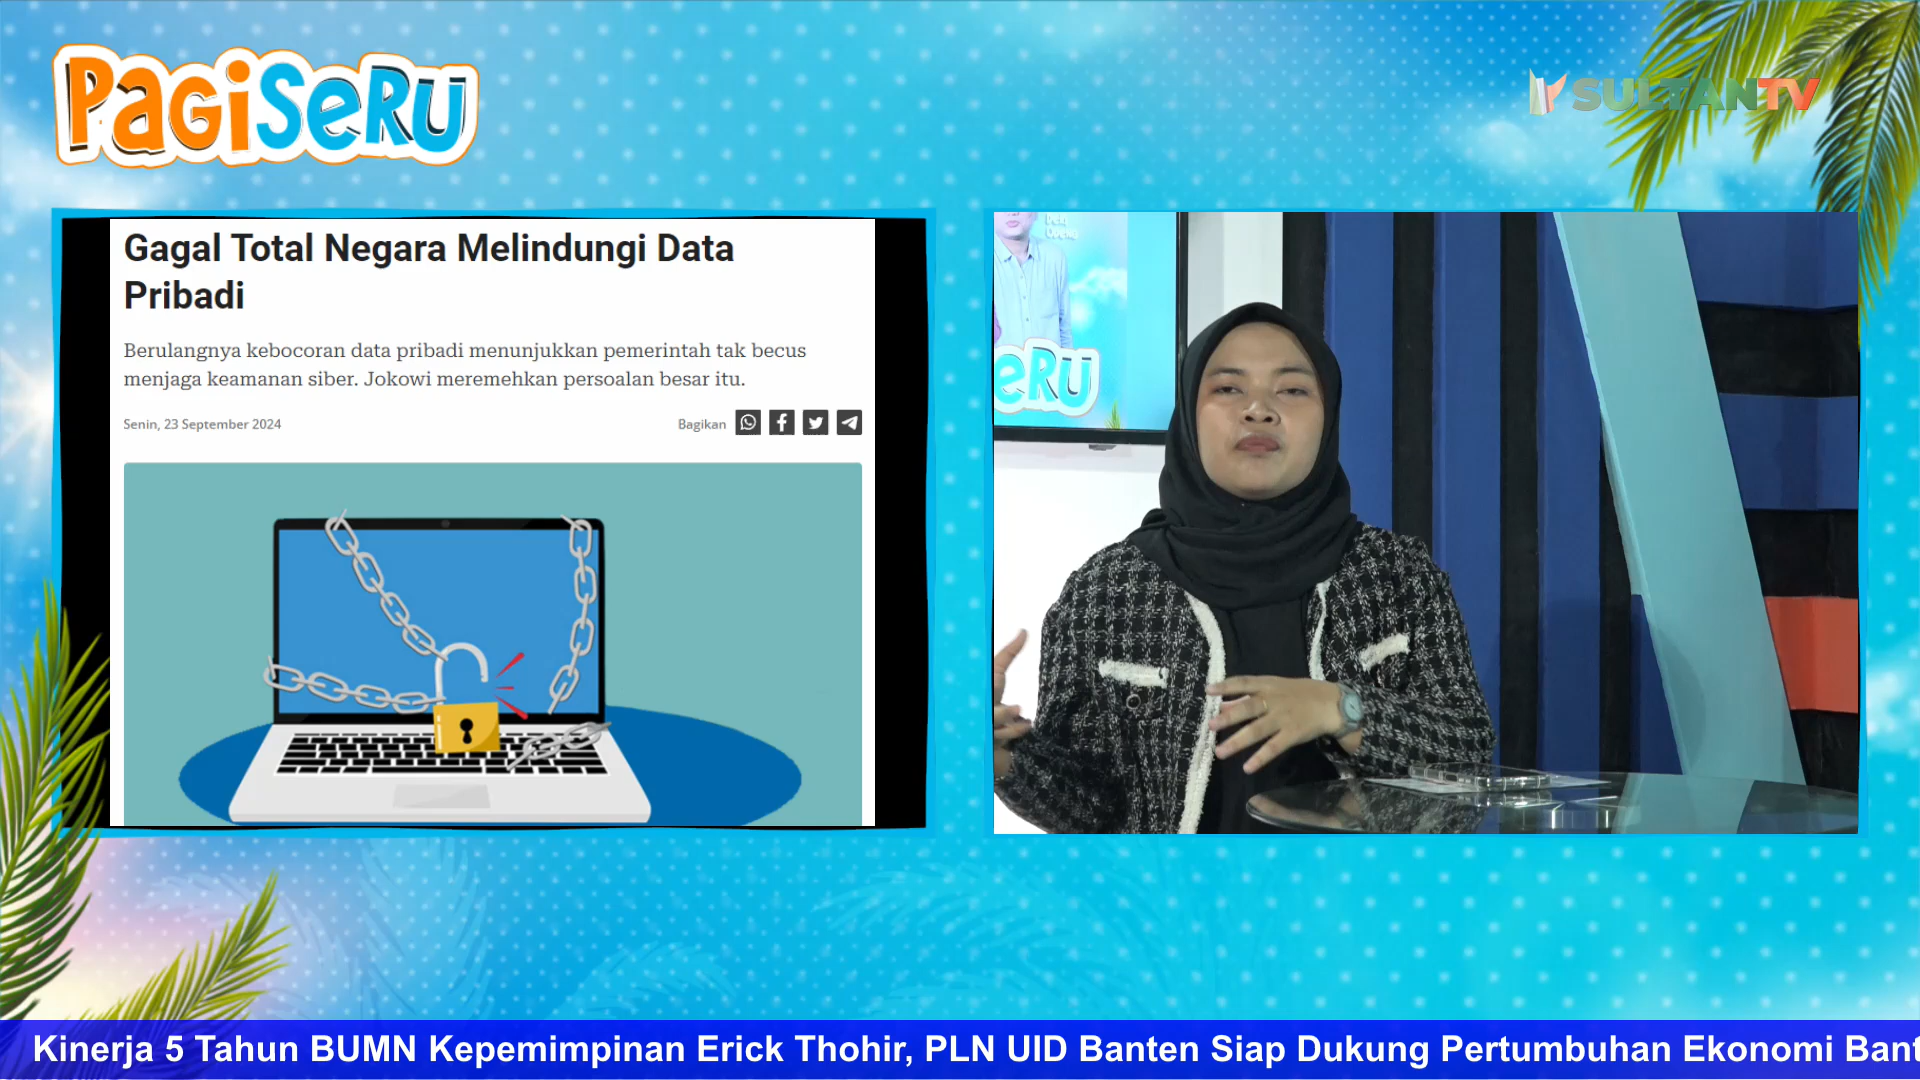 PAGiSeRU
SULTANTV
Gagal Total Negara Melindungi Data
Pribadi
Berulangnya kebocoran data pribadi menunjukkan pemerintah tak becus
menjaga keamanan siber. Jokowi meremehkan persoalan besar itu.
Senin, 23 September 2024
Bagikan
eRU
Kinerja 5 Tahun BUMN Kepemimpinan Erick Thohir, PLN UID Banten Siap Dukung Pertumbuhan Ekonomi Bant